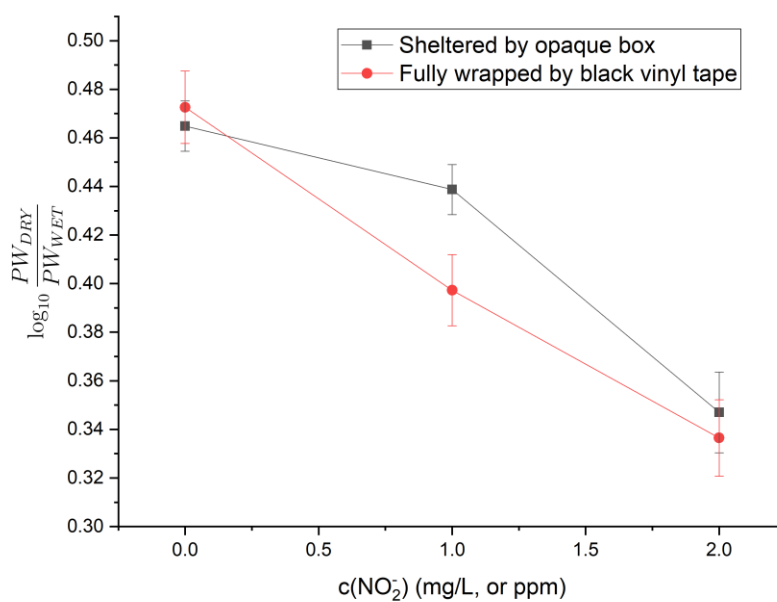 Sheltered by opaque box
Fully wrapped by black vinyl tape
0.50
0.48
0.46
0.44
0.42
0.40
0.38
0.36
0.34
0.32
0.30
log₁₀ PW_DRY / PW_WET
0.0 0.5 1.0 1.5 2.0
c(NO₂⁻) (mg/L, or ppm)